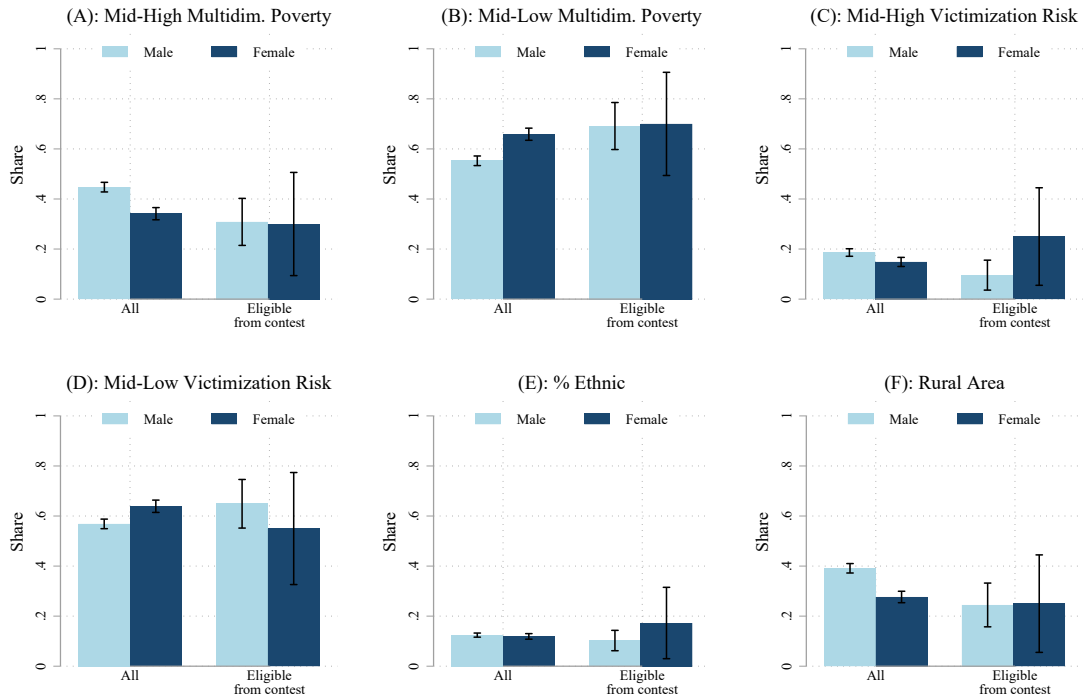 (A): Mid-High Multidim. Poverty
Male Female
Share
0 .2 .4 .6 .8 1
All
Eligible
from contest
(B): Mid-Low Multidim. Poverty
Male Female
Share
0 .2 .4 .6 .8 1
All
Eligible
from contest
(C): Mid-High Victimization Risk
Male Female
Share
0 .2 .4 .6 .8 1
All
Eligible
from contest
(D): Mid-Low Victimization Risk
Male Female
Share
0 .2 .4 .6 .8 1
All
Eligible
from contest
(E): % Ethnic
Male Female
Share
0 .2 .4 .6 .8 1
All
Eligible
from contest
(F): Rural Area
Male Female
Share
0 .2 .4 .6 .8 1
All
Eligible
from contest